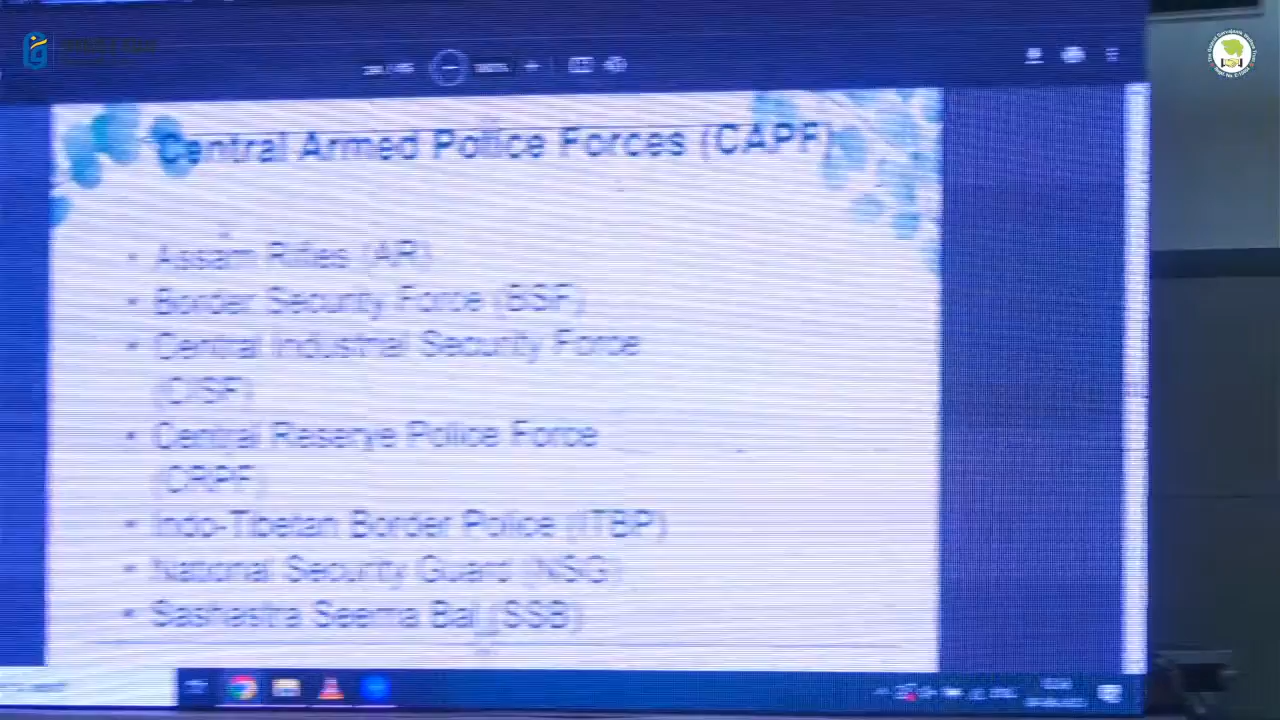 Central Armed Police Forces (CAPF)
• Assam Rifles (AR)
• Border Security Force (BSF)
• Central Industrial Security Force
(CISF)
• Central Reserve Police Force
(CRPF)
• Indo-Tibetan Border Police (ITBP)
• National Security Guard (NSG)
• Sashastra Seema Bal (SSB)